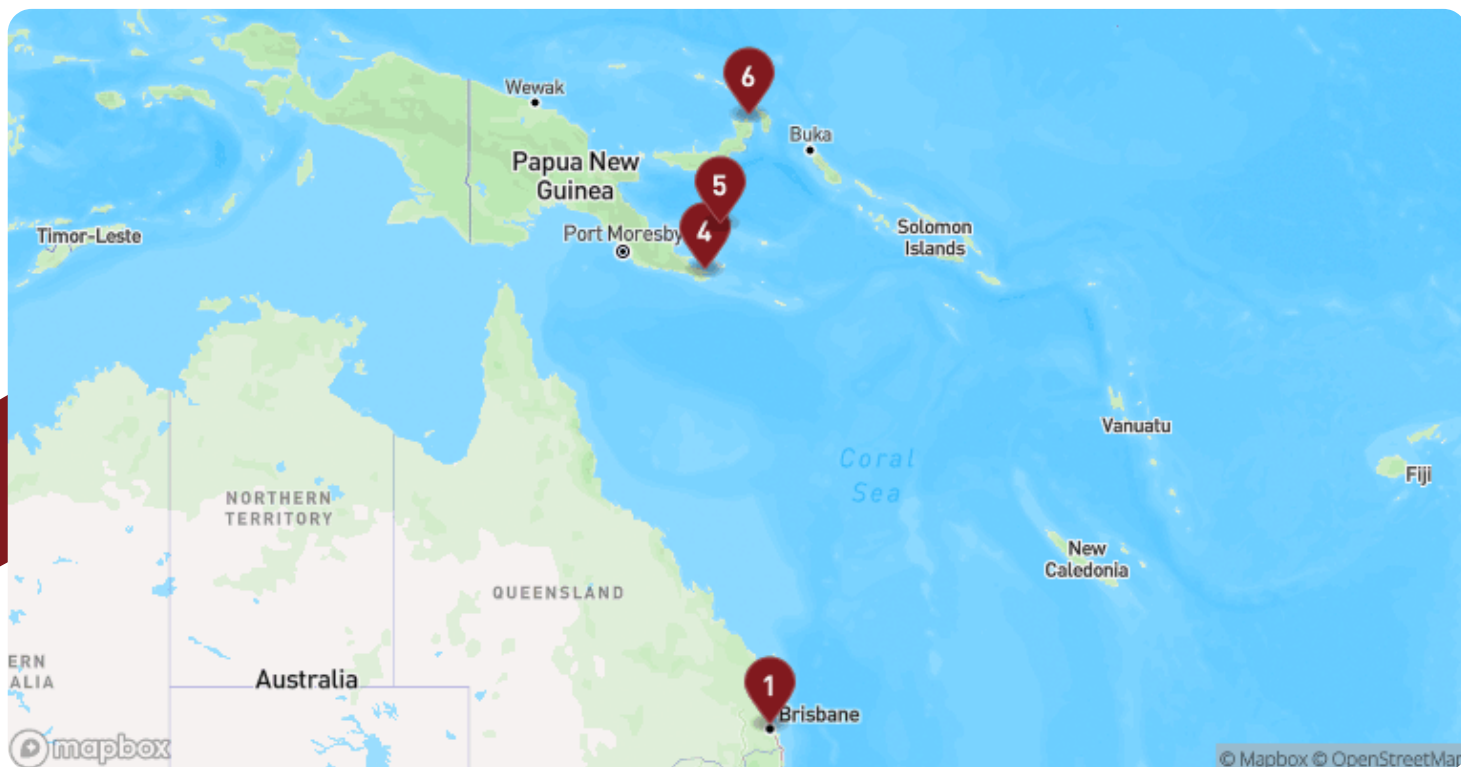 6
Wewak
Buka
Papua New
Guinea
5
Solomon
Islands
Timor-Leste
Port Moresby
4
Coral
Sea
Vanuatu
Fiji
NORTHERN
TERRITORY
New
Caledonia
QUEENSLAND
ERN
ALIA
Australia
1
Brisbane
mapbox
© Mapbox © OpenStreetMap